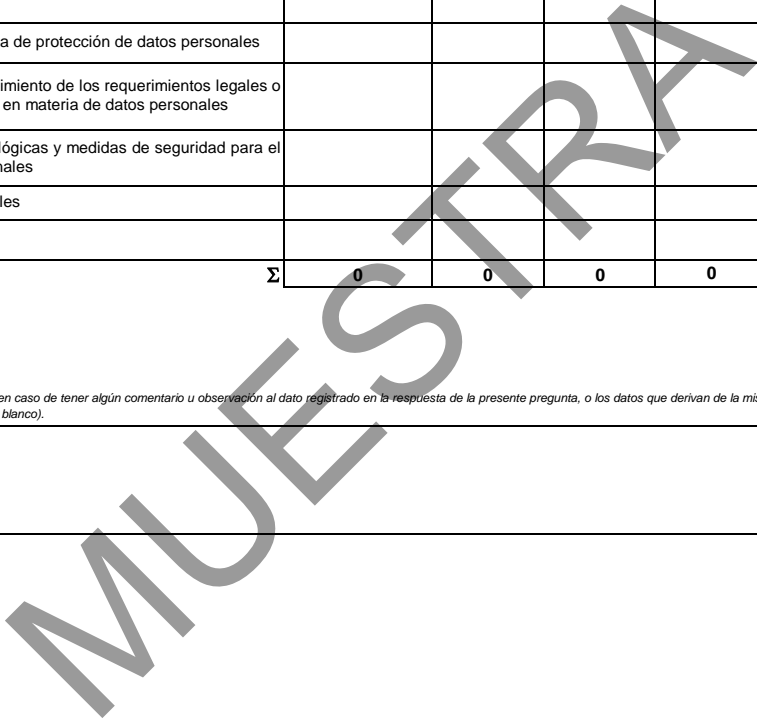 a de protección de datos personales
imiento de los requerimientos legales o
en materia de datos personales
lógicas y medidas de seguridad para el
nales
les
Σ 0 0 0 0
en caso de tener algún comentario u observación al dato registrado en la respuesta de la presente pregunta, o los datos que derivan de la mis
blanco).
MUESTRA